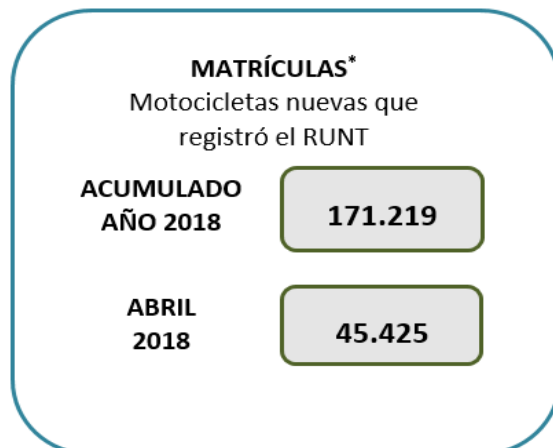 MATRÍCULAS*
Motocicletas nuevas que
registró el RUNT
ACUMULADO
AÑO 2018
171.219
ABRIL
2018
45.425